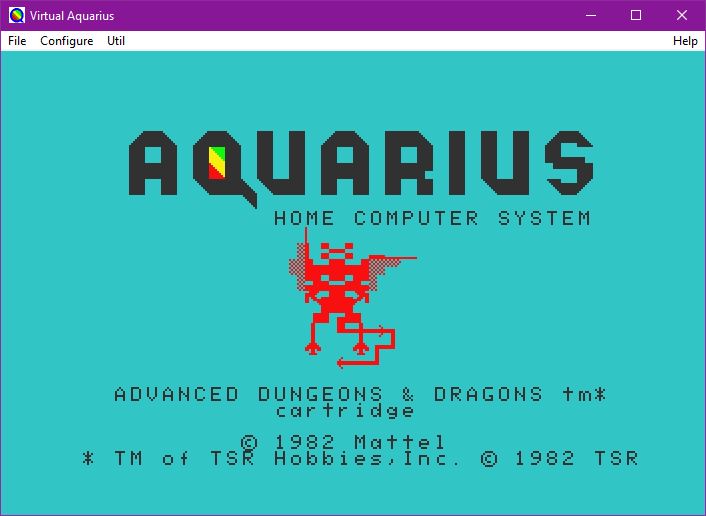 Virtual Aquarius
File Configure Util Help
AQUARIUS
HOME COMPUTER SYSTEM
ADVANCED DUNGEONS & DRAGONS tm*
cartridge
© 1982 Mattel
* TM of TSR Hobbies,Inc. © 1982 TSR